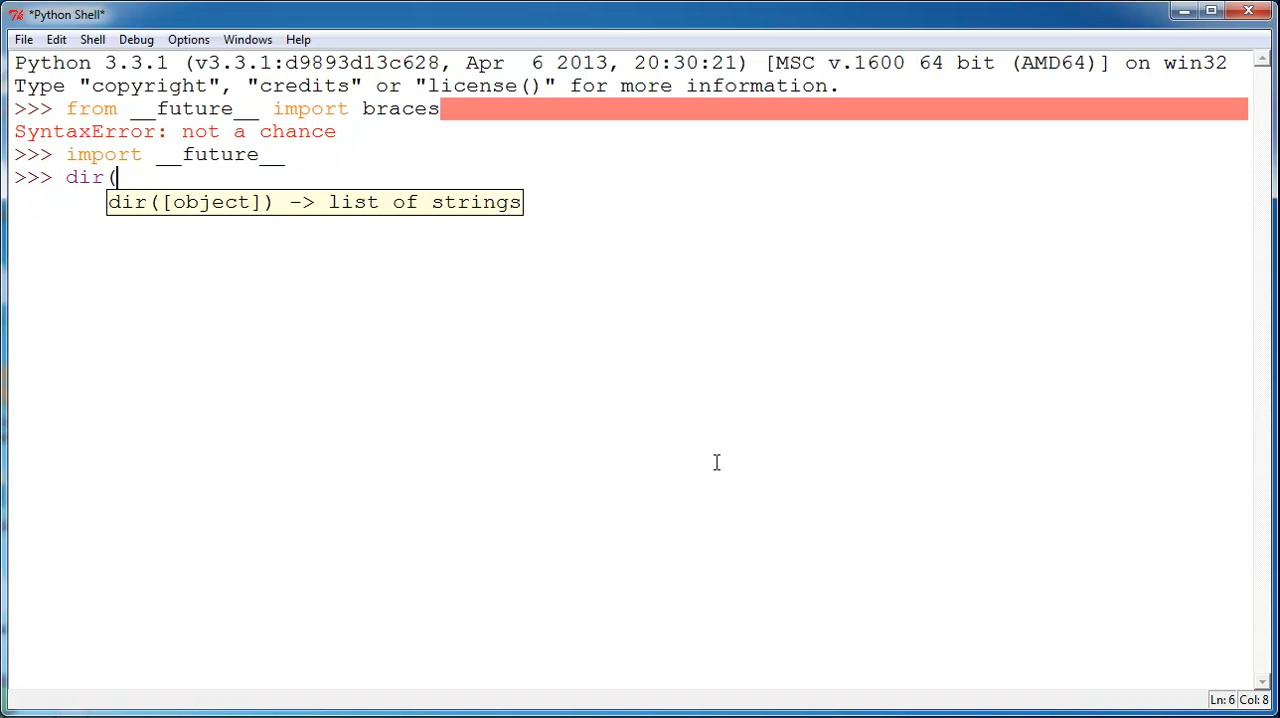 *Python Shell*
File Edit Shell Debug Options Windows Help
Python 3.3.1 (v3.3.1:d9893d13c628, Apr  6 2013, 20:30:21) [MSC v.1600 64 bit (AMD64)] on win32
Type "copyright", "credits" or "license()" for more information.
>>> from __future__ import braces
SyntaxError: not a chance
>>> import __future__
>>> dir(
dir([object]) -> list of strings
Ln: 6 Col: 8